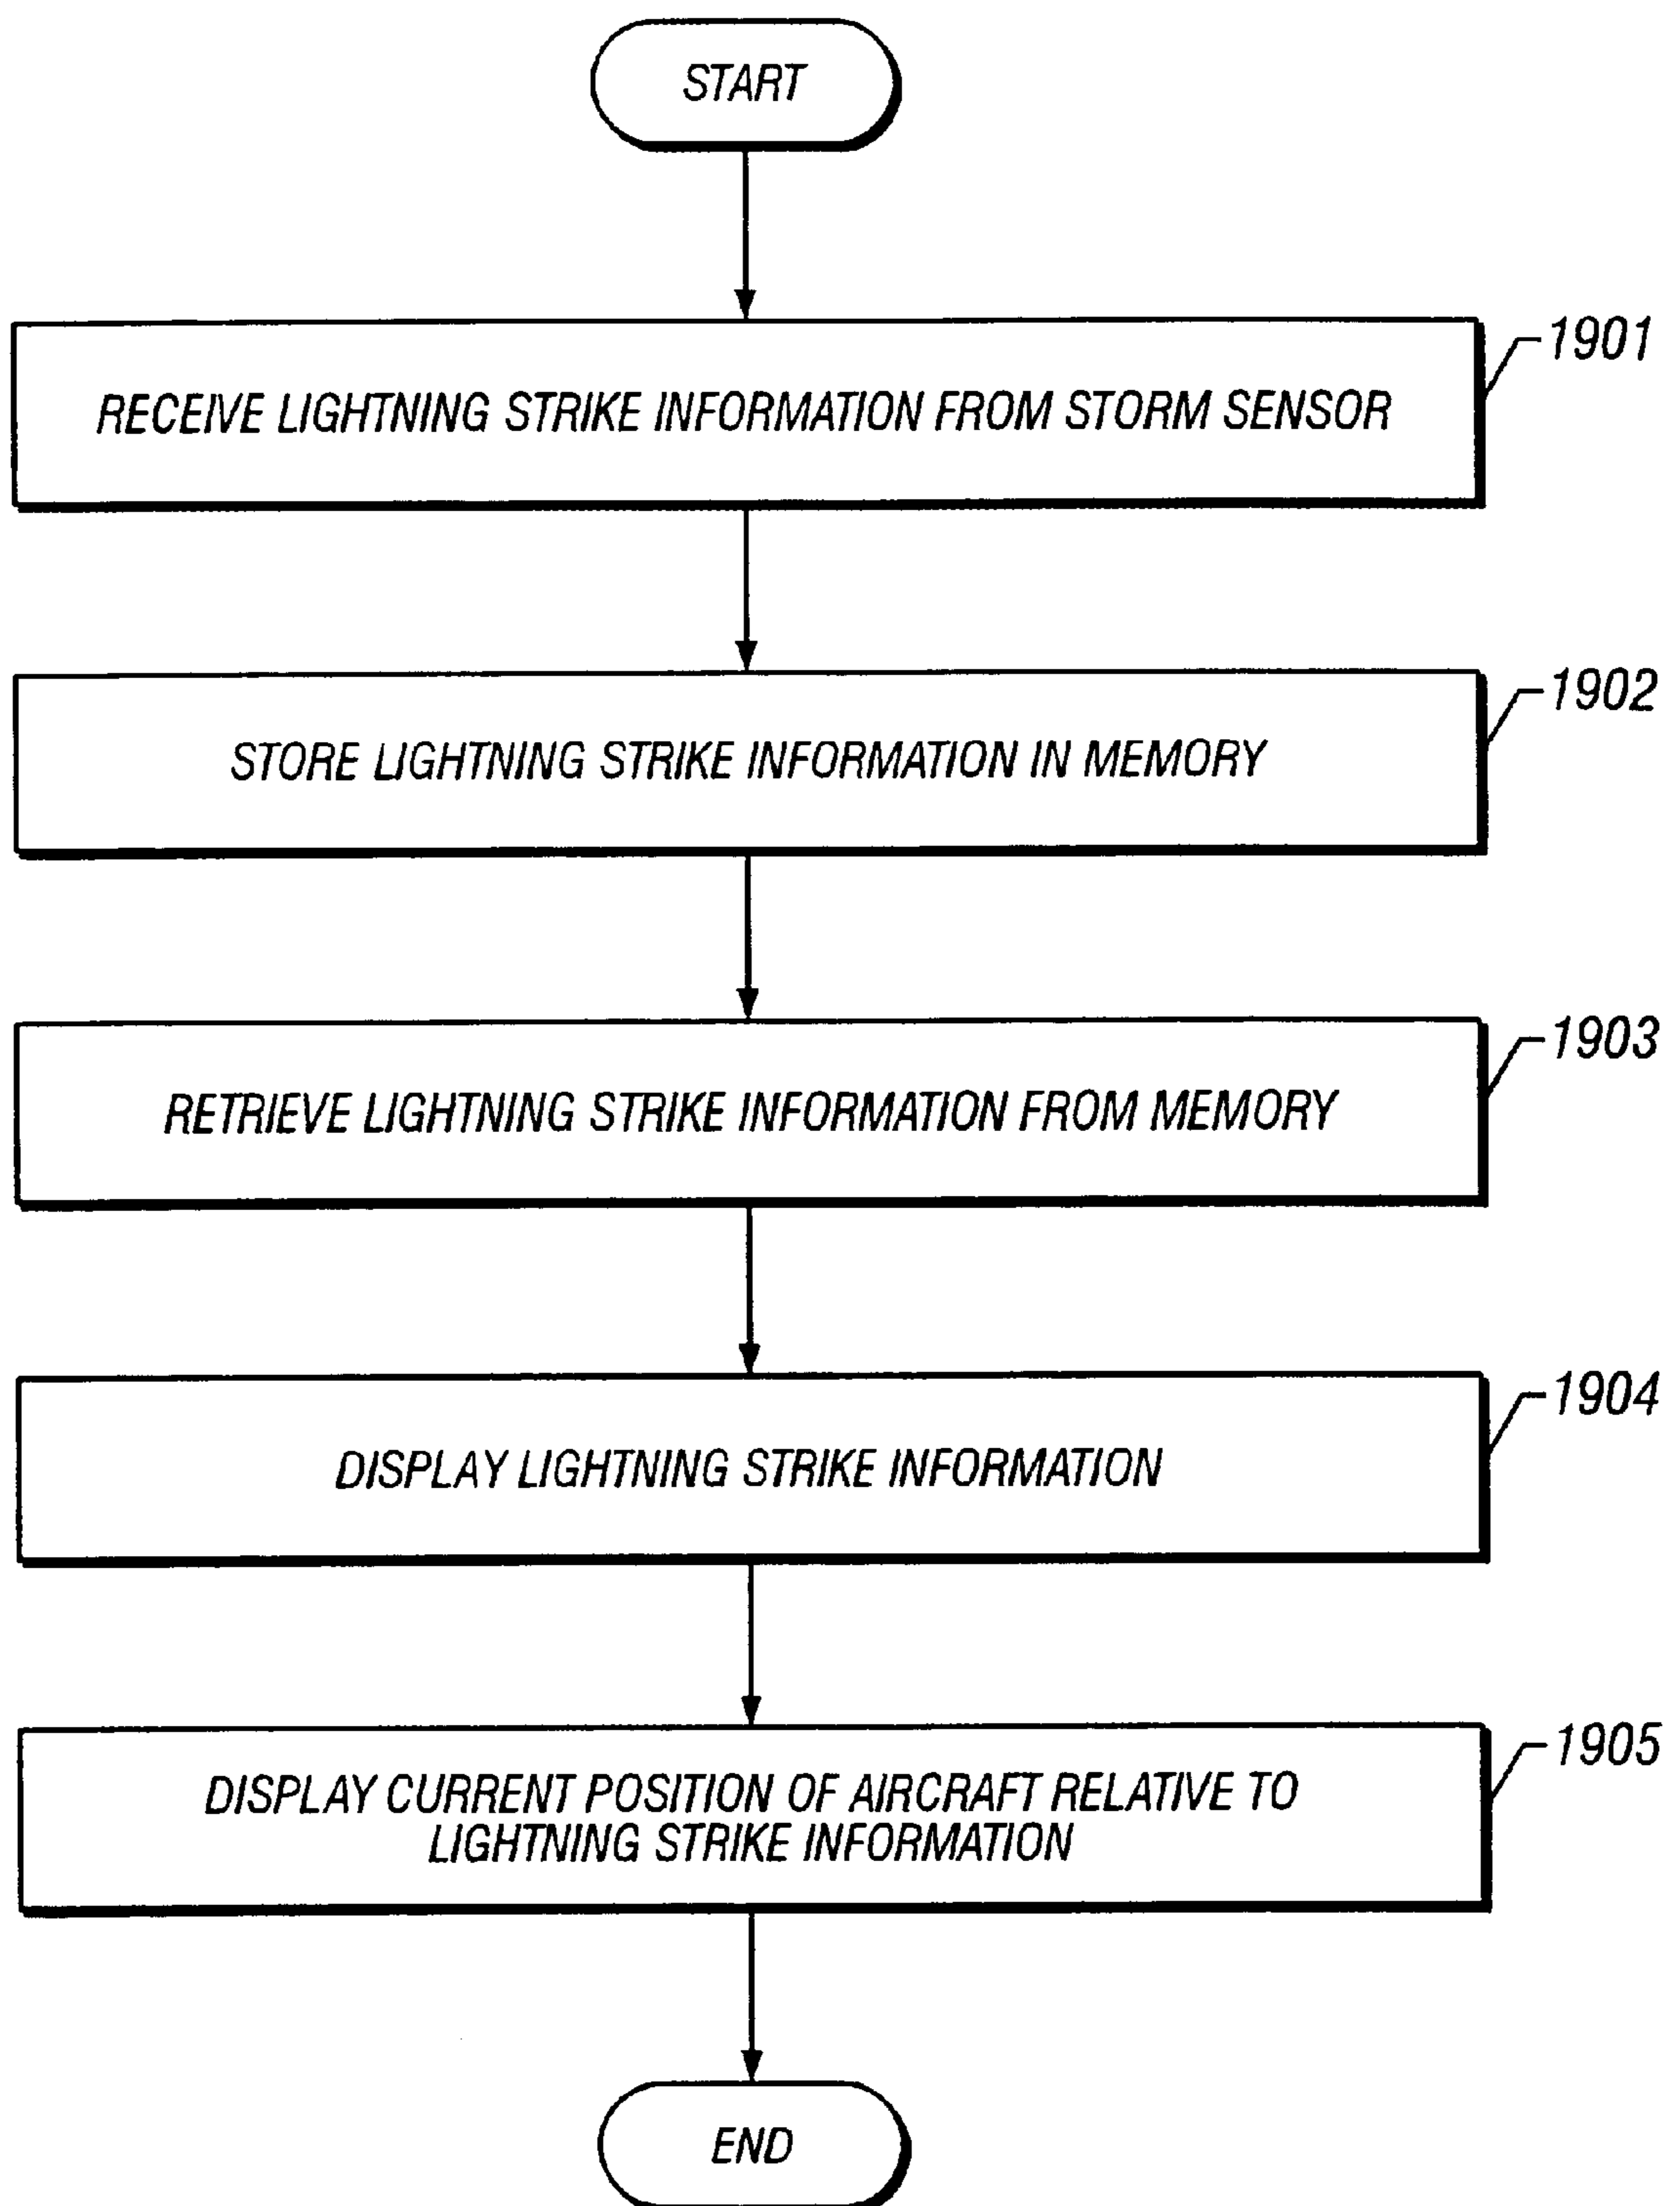 START
RECEIVE LIGHTNING STRIKE INFORMATION FROM STORM SENSOR
1901
STORE LIGHTNING STRIKE INFORMATION IN MEMORY
1902
RETRIEVE LIGHTNING STRIKE INFORMATION FROM MEMORY
1903
DISPLAY LIGHTNING STRIKE INFORMATION
1904
DISPLAY CURRENT POSITION OF AIRCRAFT RELATIVE TO
LIGHTNING STRIKE INFORMATION
1905
END